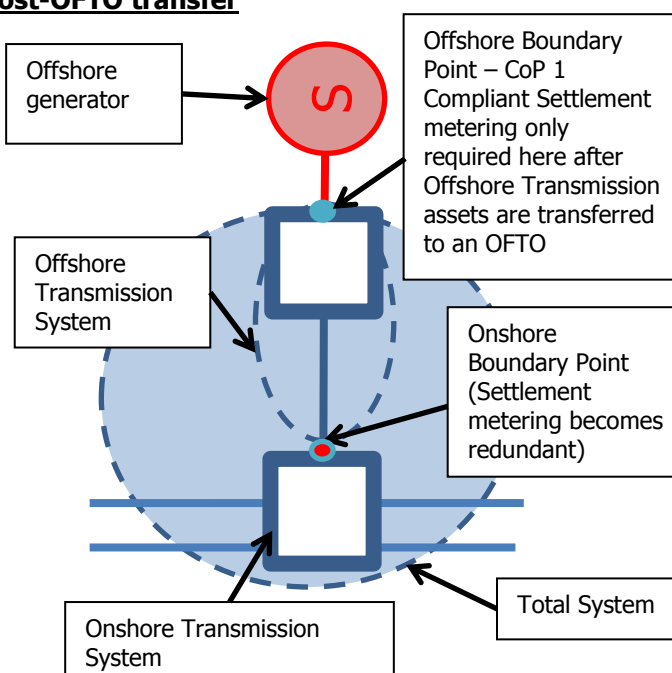 Post-OFTO transfer
Offshore
generator
S
Offshore Boundary
Point – CoP 1
Compliant Settlement
metering only
required here after
Offshore Transmission
assets are transferred
to an OFTO
Offshore
Transmission
System
Onshore
Boundary Point
(Settlement
metering becomes
redundant)
Total System
Onshore Transmission
System